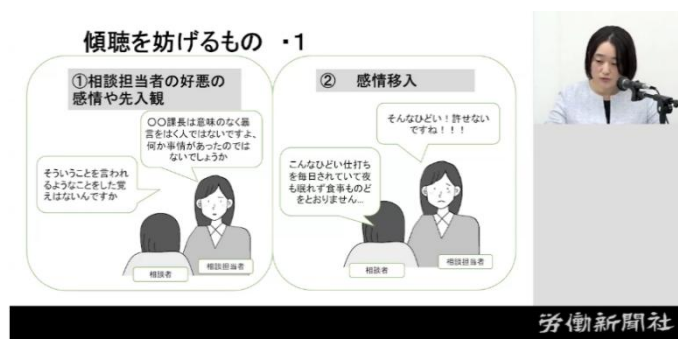 傾聴を妨げるもの ・1
①相談担当者の好悪の
感情や先入観
〇〇課長は意味のなく暴
言をはく人ではないですよ、
何か事情があったのでは
ないでしょうか
そういうことを言われ
るようなことをした覚
えはないんですか
相談者
相談担当者
② 感情移入
そんなひどい！許せない
ですね！！！
こんなひどい仕打ち
を毎日されていて夜
も眠れず食事ものど
をとおりません…
相談者
相談担当者
労働新聞社